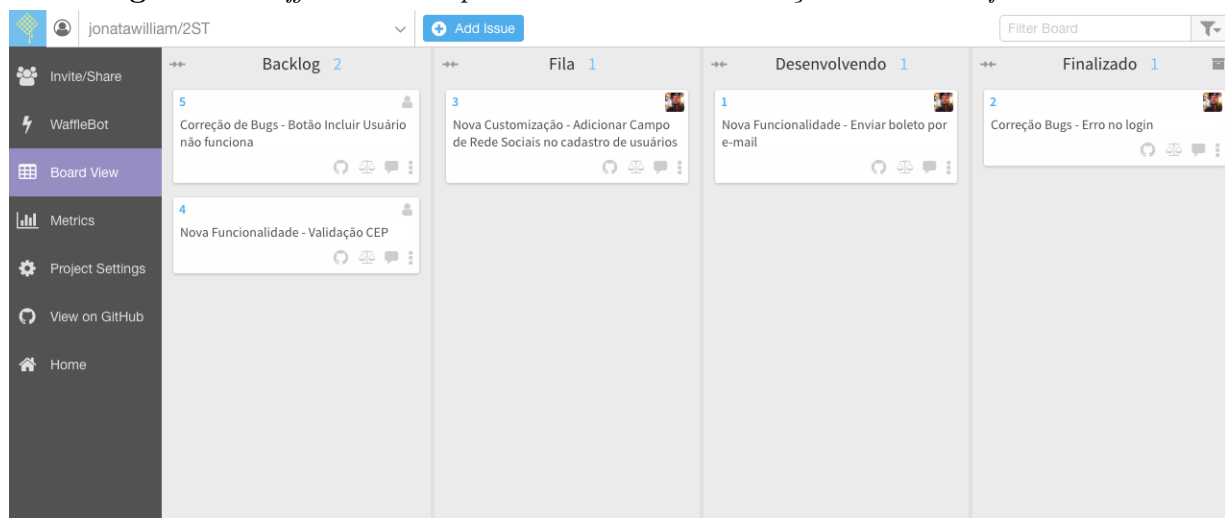 jonatawilliam/2ST
Add Issue
Filter Board
Invite/Share
WaffleBot
Board View
Metrics
Project Settings
View on GitHub
Home
Backlog 2
5
Correção de Bugs - Botão Incluir Usuário
não funciona
4
Nova Funcionalidade - Validação CEP
Fila 1
3
Nova Customização - Adicionar Campo
de Rede Sociais no cadastro de usuários
Desenvolvendo 1
1
Nova Funcionalidade - Enviar boleto por
e-mail
Finalizado 1
2
Correção Bugs - Erro no login